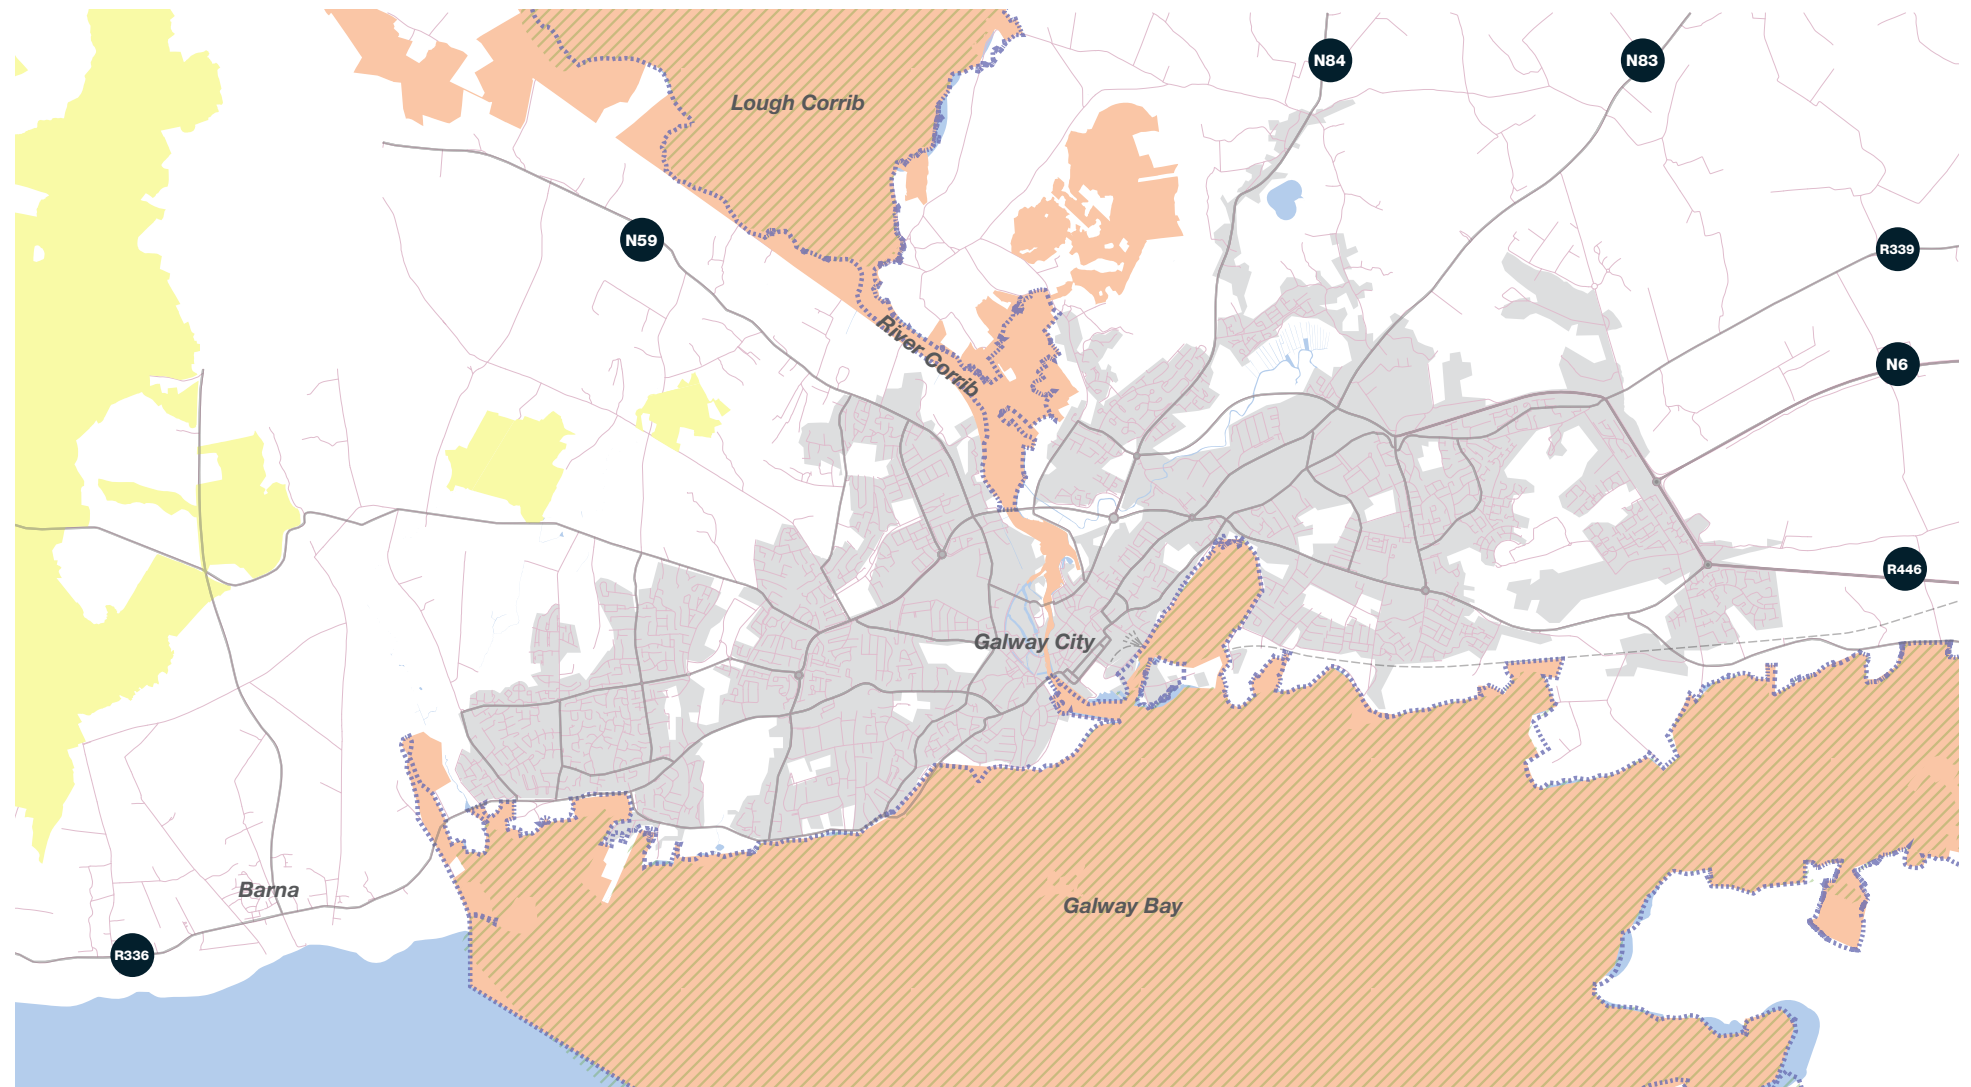 N84
N83
Lough Corrib
N59
R339
River Corrib
N6
R446
Galway City
Barna
Galway Bay
R336